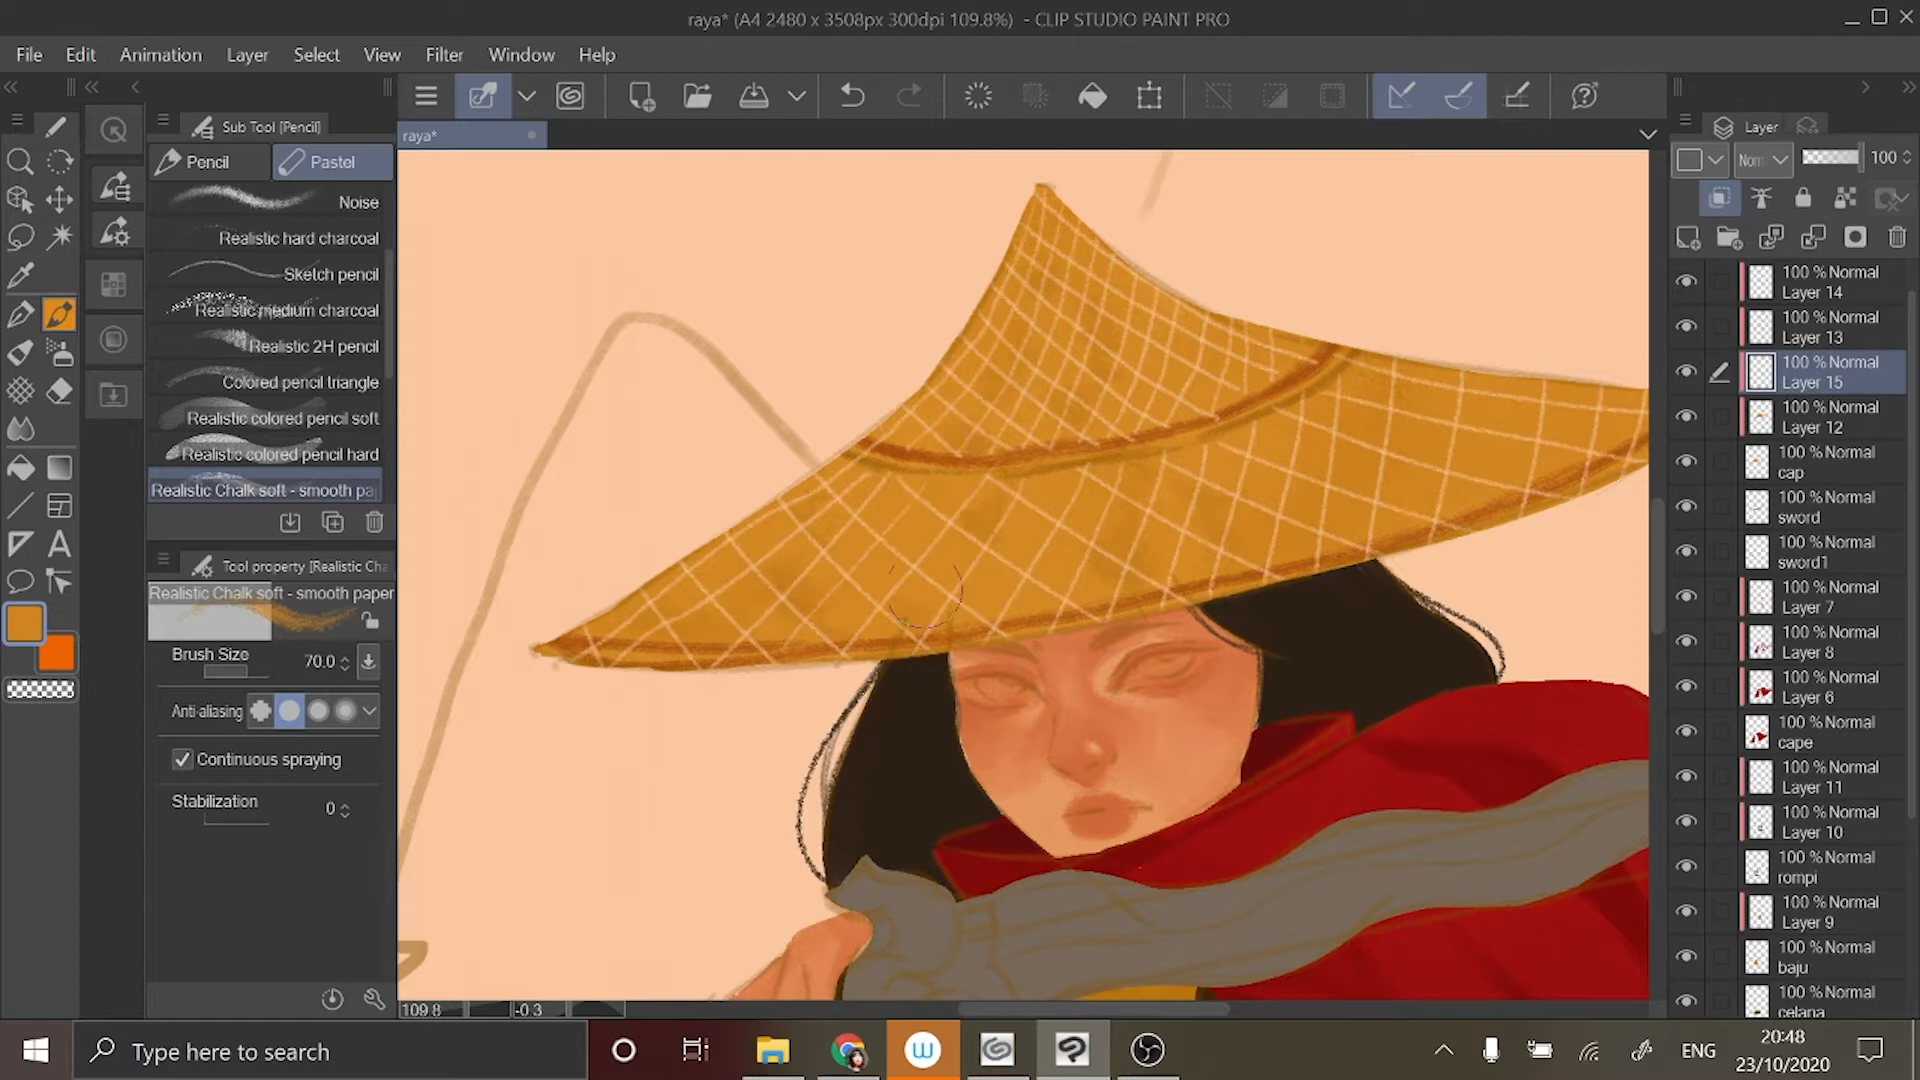 raya* (A4 2480 x 3508px 300dpi 109.8%) - CLIP STUDIO PAINT PRO
File Edit Animation Layer Select View Filter Window Help
Sub Tool [Pencil]
Pencil Pastel
Noise
Realistic hard charcoal
Sketch pencil
Realistic medium charcoal
Realistic 2H pencil
Colored pencil triangle
Realistic colored pencil soft
Realistic colored pencil hard
Realistic Chalk soft - smooth pa
Tool property [Realistic Cha
Realistic Chalk soft - smooth paper
Brush Size 70.0
Anti-aliasing
Continuous spraying
Stabilization 0
raya*
109.8 -0.3
Layer
Nom 100
100 % Normal
Layer 14
100 % Normal
Layer 13
100 % Normal
Layer 15
100 % Normal
Layer 12
100 % Normal
cap
100 % Normal
sword
100 % Normal
sword1
100 % Normal
Layer 7
100 % Normal
Layer 8
100 % Normal
Layer 6
100 % Normal
cape
100 % Normal
Layer 11
100 % Normal
Layer 10
100 % Normal
rompi
100 % Normal
Layer 9
100 % Normal
baju
100 % Normal
celana
Type here to search
W
ENG
20:48
23/10/2020